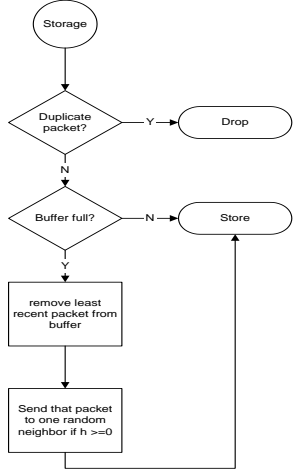 Storage
Duplicate
packet?
Y
Drop
N
Buffer full?
N
Store
Y
remove least
recent packet from
buffer
Send that packet
to one random
neighbor if h >=0